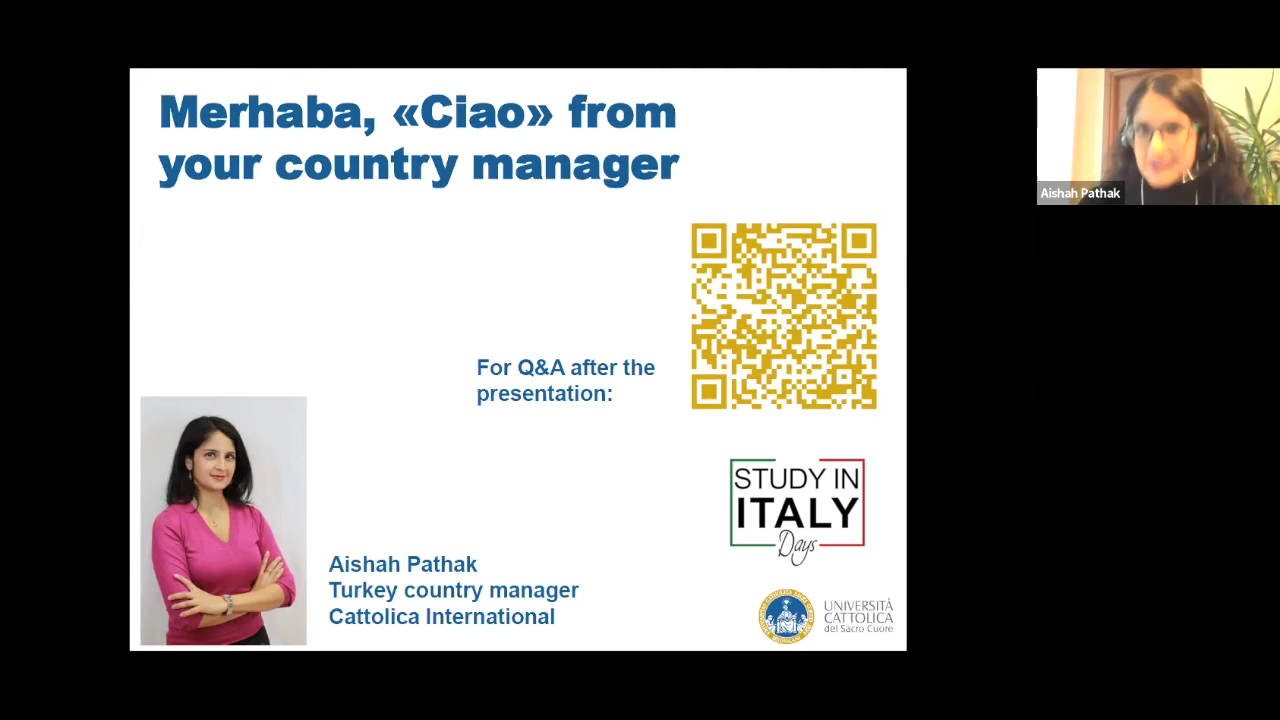 Merhaba, «Ciao» from
your country manager
Aishah Pathak
For Q&A after the
presentation:
STUDY IN
ITALY
Days
Aishah Pathak
Turkey country manager
Cattolica International
UNIVERSITÀ
CATTOLICA
del Sacro Cuore